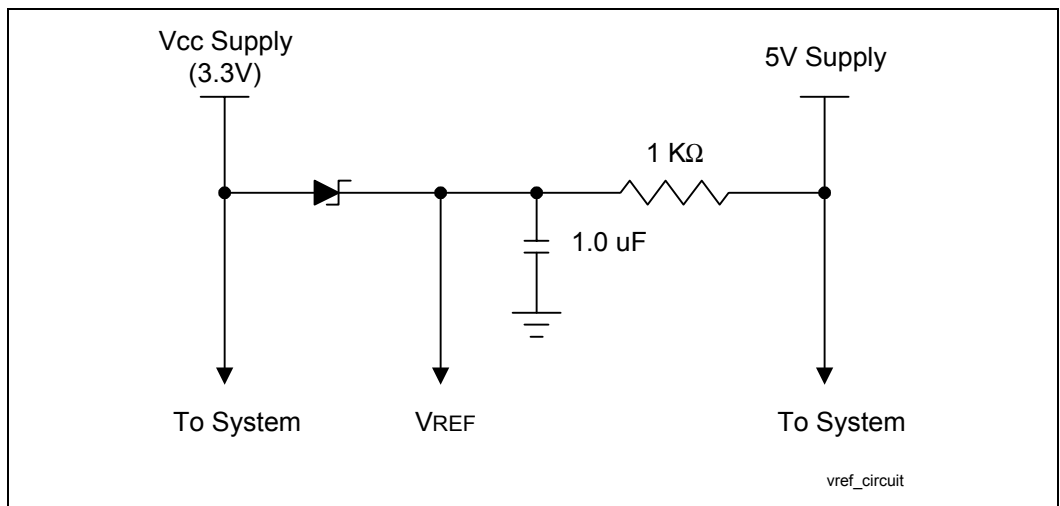 Vcc Supply
(3.3V)
5V Supply
1 KΩ
1.0 uF
To System
VREF
To System
vref_circuit